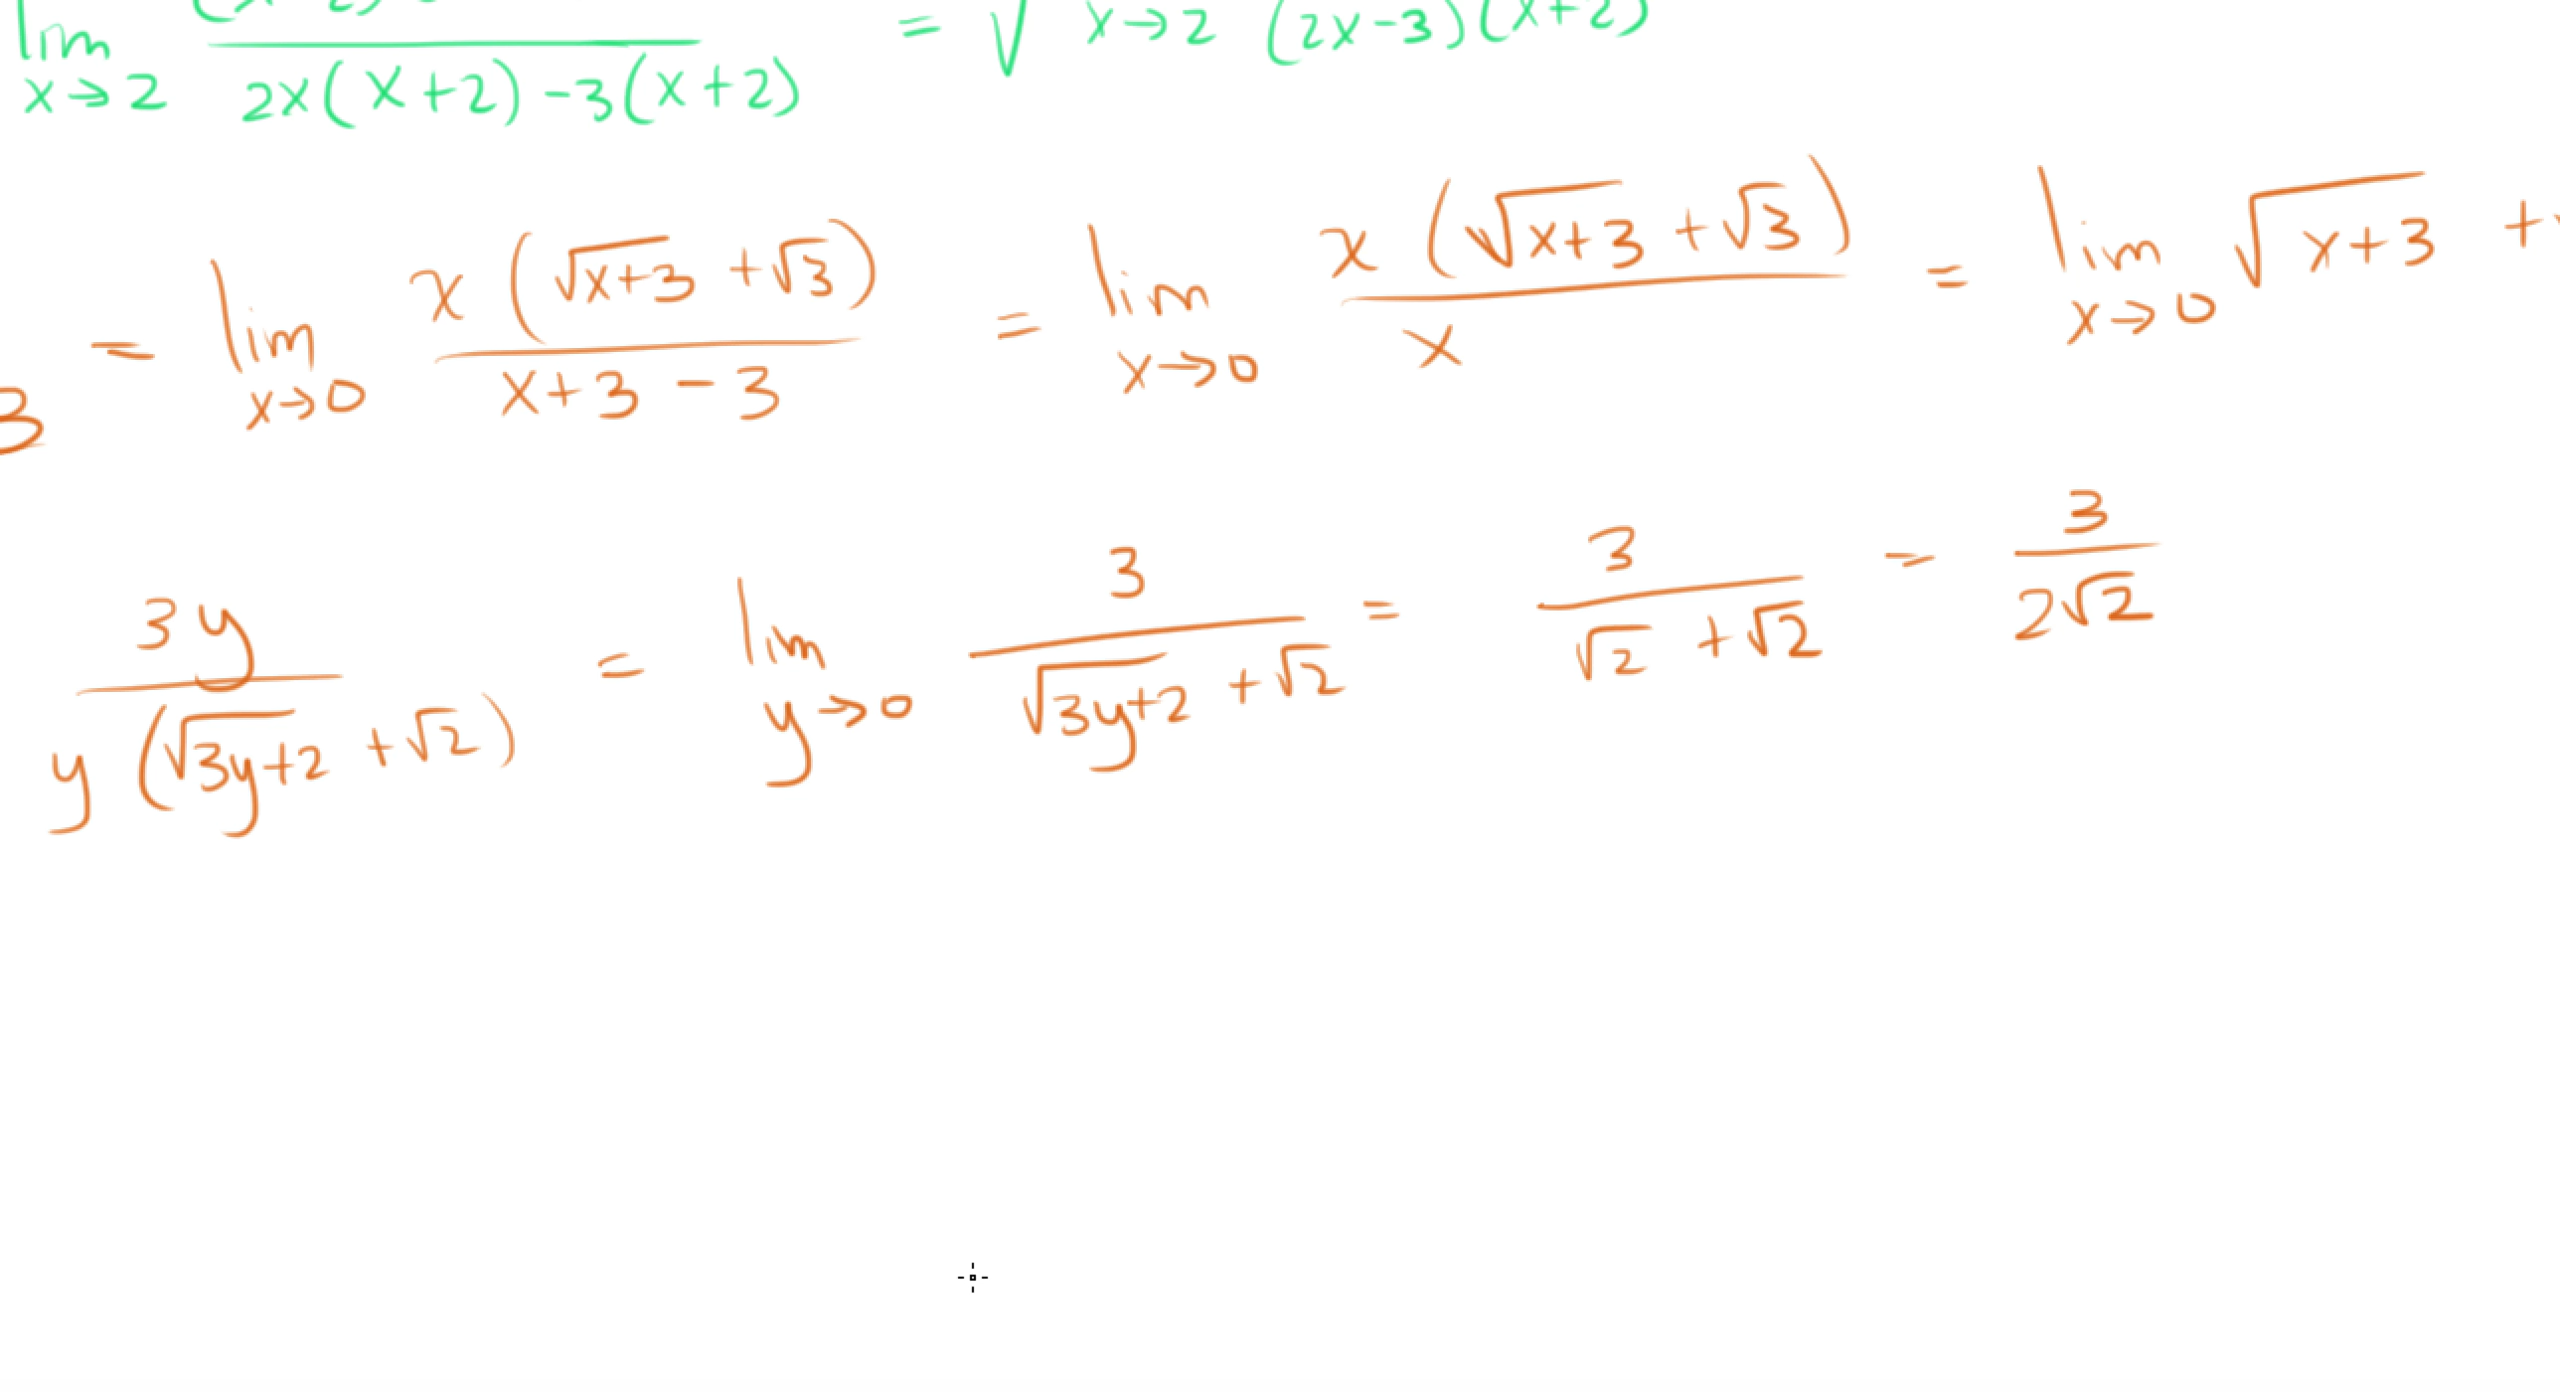 lim x→2 / 2x(x+2) -3(x+2) = √ x→2 (2x-3)(x+2)
3 = lim x→0 x(√x+3 +√3) / x+3 -3 = lim x→0 x(√x+3 +√3) / x = lim x→0 √x+3 +
3y / y(√3y+2 +√2) = lim y→0 3 / √3y+2 +√2 = 3 / √2 +√2 = 3 / 2√2